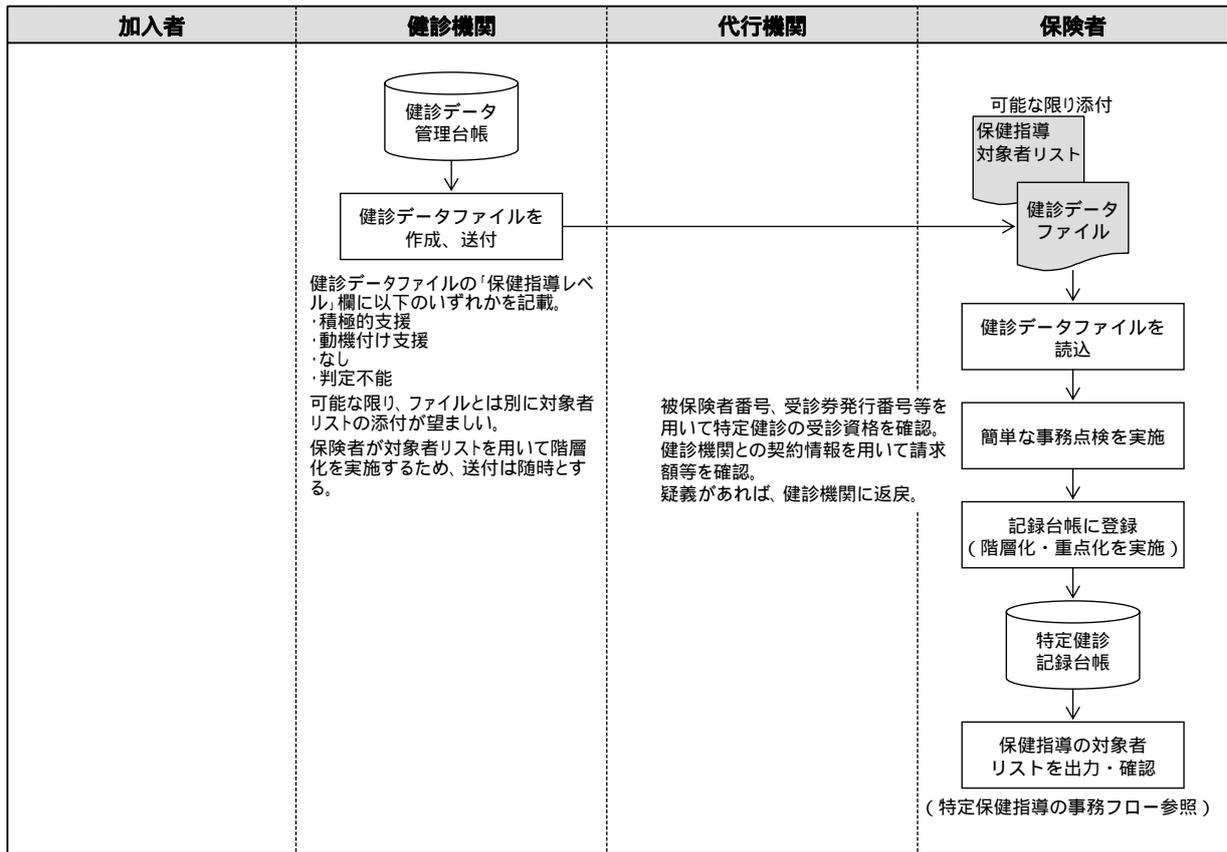 加入者
健診機関
代行機関
保険者
健診データ
管理台帳
健診データファイルを
作成、送付
健診データファイルの「保健指導レベ
ル」欄に以下のいずれかを記載。
・積極的支援
・動機付け支援
・なし
・判定不能
可能な限り、ファイルとは別に対象者
リストの添付が望ましい。
保険者が対象者リストを用いて階層
化を実施するため、送付は随時とす
る。
被保険者番号、受診券発行番号等を
用いて特定健診の受診資格を確認。
健診機関との契約情報を用いて請求
額等を確認。
疑義があれば、健診機関に返戻。
可能な限り添付
保健指導
対象者リスト
健診データ
ファイル
健診データファイルを
読込
簡単な事務点検を実施
記録台帳に登録
(階層化・重点化を実施)
特定健診
記録台帳
保健指導の対象者
リストを出力・確認
(特定保健指導の事務フロー参照)